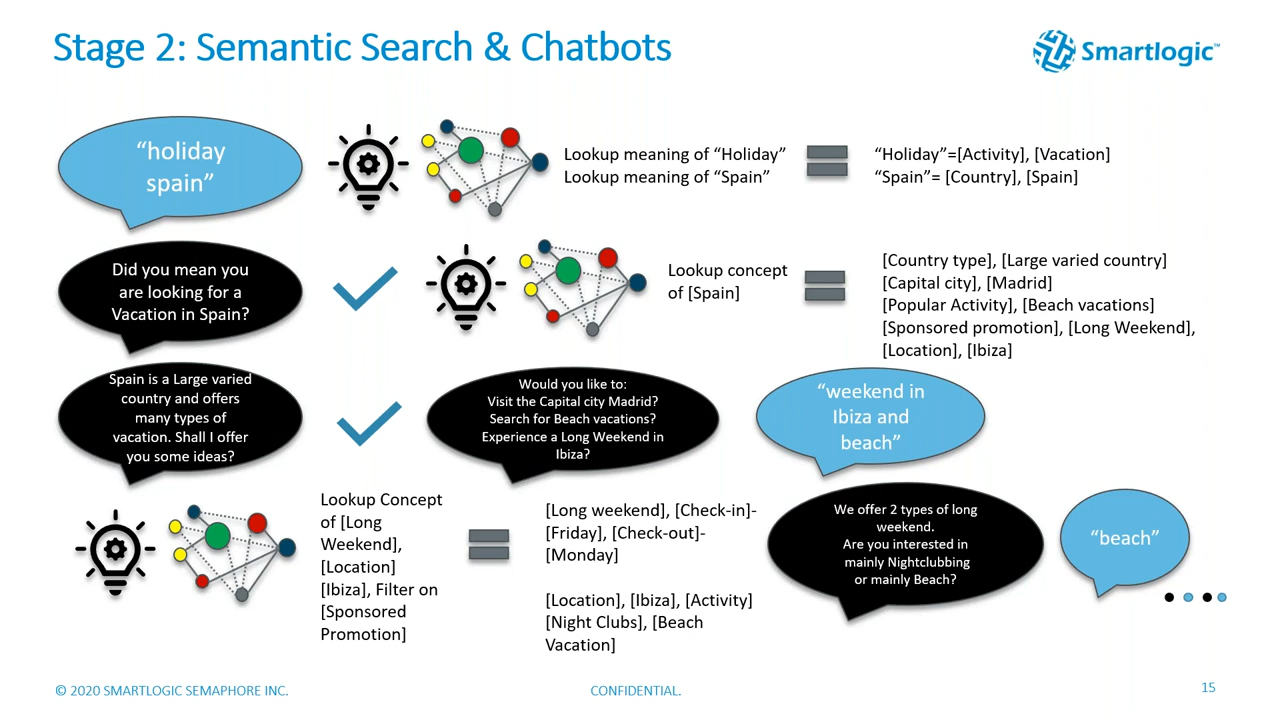 Stage 2: Semantic Search & Chatbots
Smartlogic™
“holiday
spain”
Lookup meaning of “Holiday”
Lookup meaning of “Spain”
“Holiday”=[Activity], [Vacation]
“Spain”= [Country], [Spain]
Did you mean you
are looking for a
Vacation in Spain?
Lookup concept
of [Spain]
[Country type], [Large varied country]
[Capital city], [Madrid]
[Popular Activity], [Beach vacations]
[Sponsored promotion], [Long Weekend],
[Location], [Ibiza]
Spain is a Large varied
country and offers
many types of
vacation. Shall I offer
you some ideas?
Would you like to:
Visit the Capital city Madrid?
Search for Beach vacations?
Experience a Long Weekend in
Ibiza?
“weekend in
Ibiza and
beach”
Lookup Concept
of [Long
Weekend],
[Location]
[Ibiza], Filter on
[Sponsored
Promotion]
[Long weekend], [Check-in]-
[Friday], [Check-out]-
[Monday]
[Location], [Ibiza], [Activity]
[Night Clubs], [Beach
Vacation]
We offer 2 types of long
weekend.
Are you interested in
mainly Nightclubbing
or mainly Beach?
“beach”
© 2020 SMARTLOGIC SEMAPHORE INC.
CONFIDENTIAL.
15